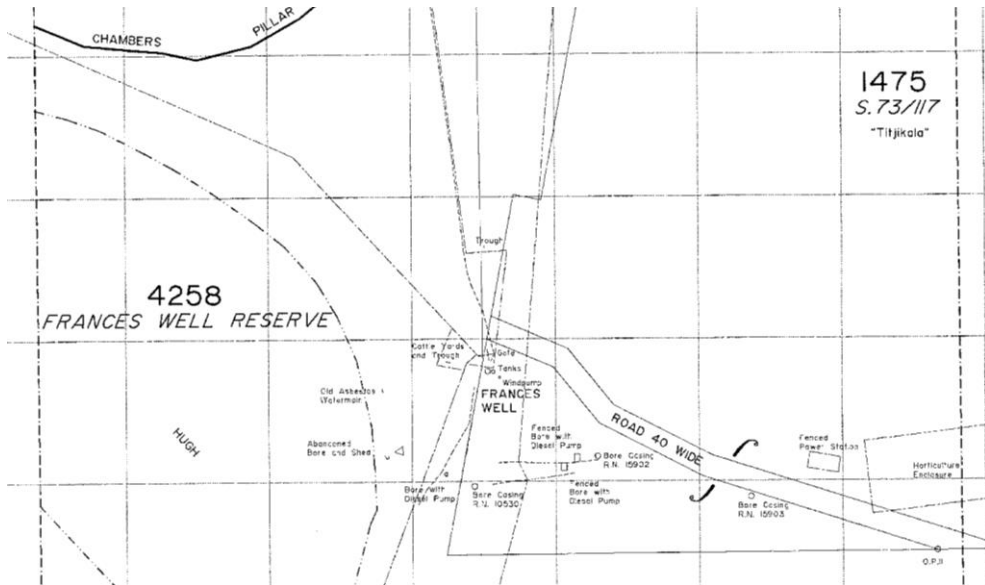 CHAMBERS
PILLAR
1475
S.73/117
"Titjikala"
Trough
4258
FRANCES WELL RESERVE
Cattle Yards
and Trough
Gate
Tanks
Windpump
FRANCES
WELL
Old Asbestos
Watermain
HUGH
Abandoned
Bore and Shed
Fenced
Bore with
Diesel Pump
Bore Casing
R.N. 15902
ROAD 40 WIDE
Fenced
Power Station
Horticulture
Enclosure
Bore with
Diesel Pump
Bore Casing
R.N. 10530
Fenced
Bore with
Diesel Pump
Bore Casing
R.N. 15903
O.P.11